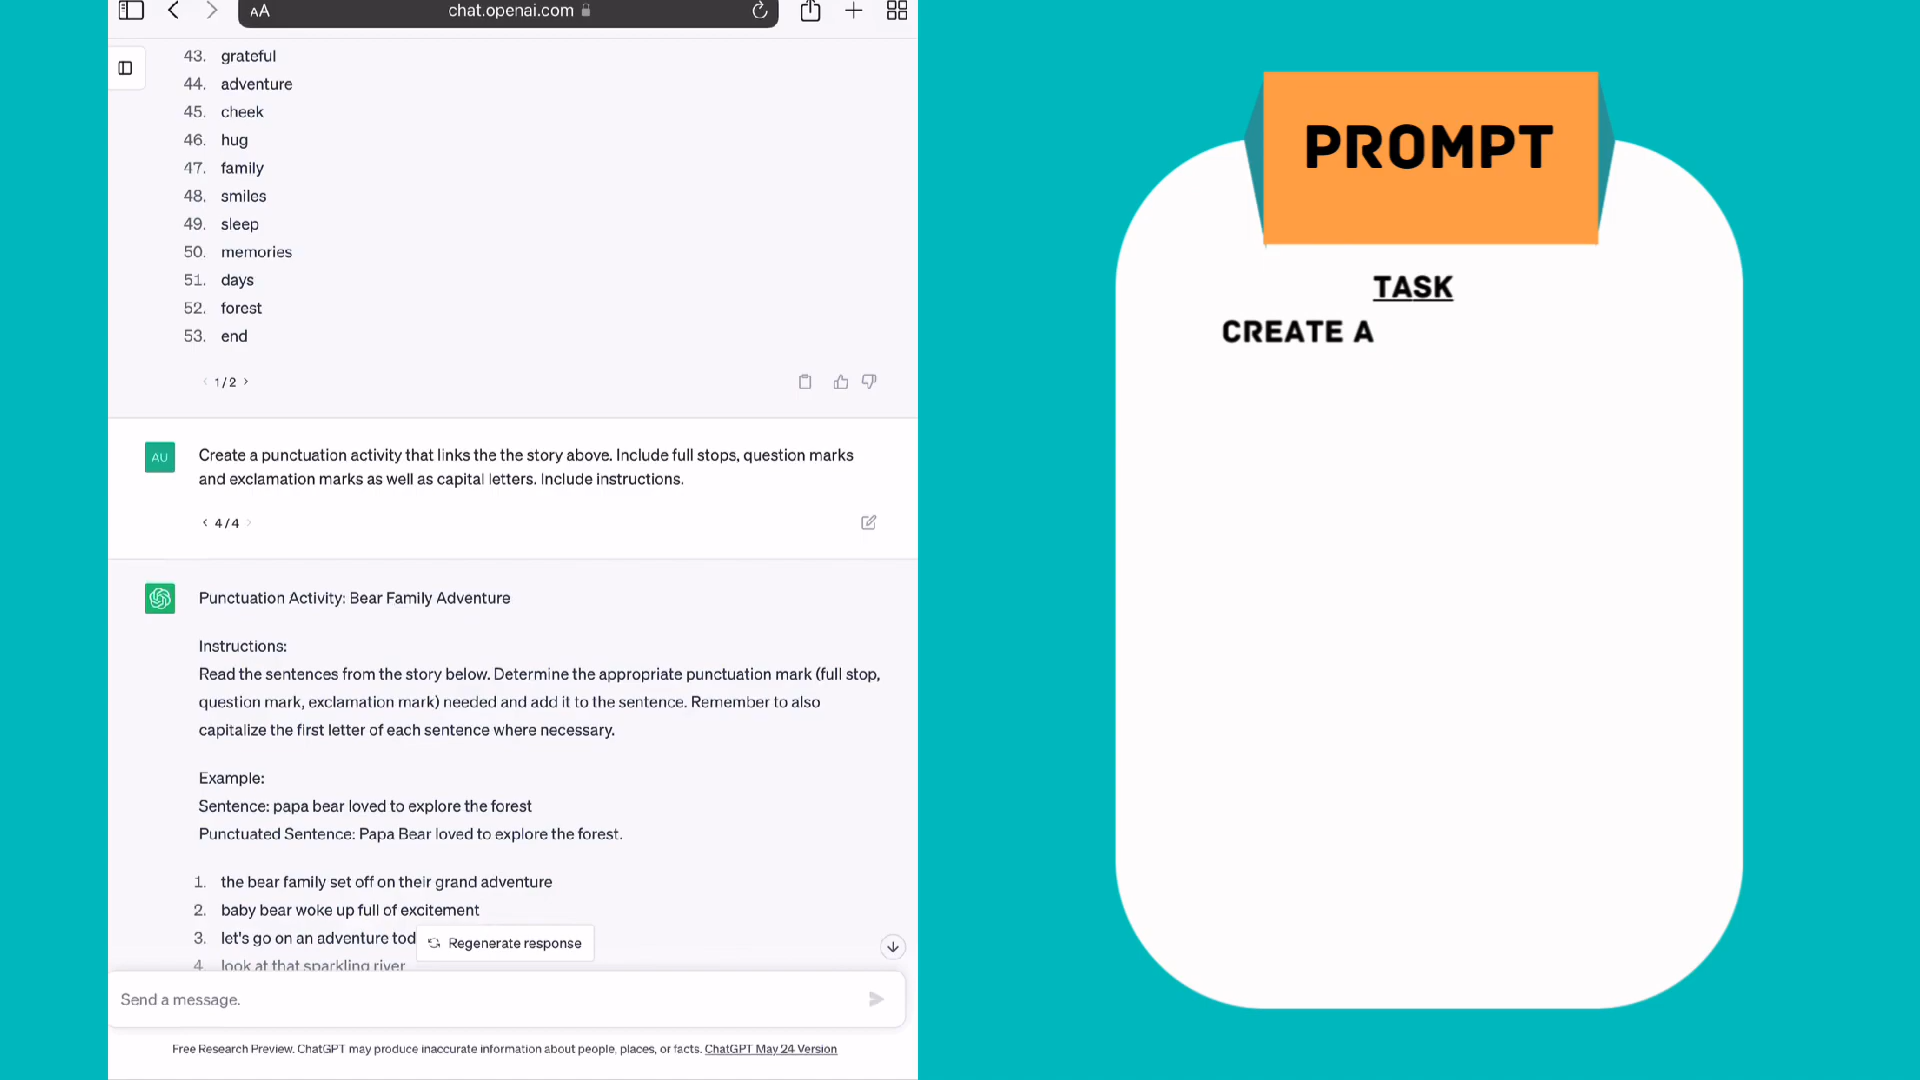 AA chat.openai.com
43. grateful
44. adventure
45. cheek
46. hug
47. family
48. smiles
49. sleep
50. memories
51. days
52. forest
53. end
1 / 2
AU
Create a punctuation activity that links the the story above. Include full stops, question marks
and exclamation marks as well as capital letters. Include instructions.
4 / 4
Punctuation Activity: Bear Family Adventure
Instructions:
Read the sentences from the story below. Determine the appropriate punctuation mark (full stop,
question mark, exclamation mark) needed and add it to the sentence. Remember to also
capitalize the first letter of each sentence where necessary.
Example:
Sentence: papa bear loved to explore the forest
Punctuated Sentence: Papa Bear loved to explore the forest.
1. the bear family set off on their grand adventure
2. baby bear woke up full of excitement
3. let's go on an adventure tod
Regenerate response
4. look at that sparkling river
Send a message.
Free Research Preview. ChatGPT may produce inaccurate information about people, places, or facts. ChatGPT May 24 Version
PROMPT
TASK
CREATE A